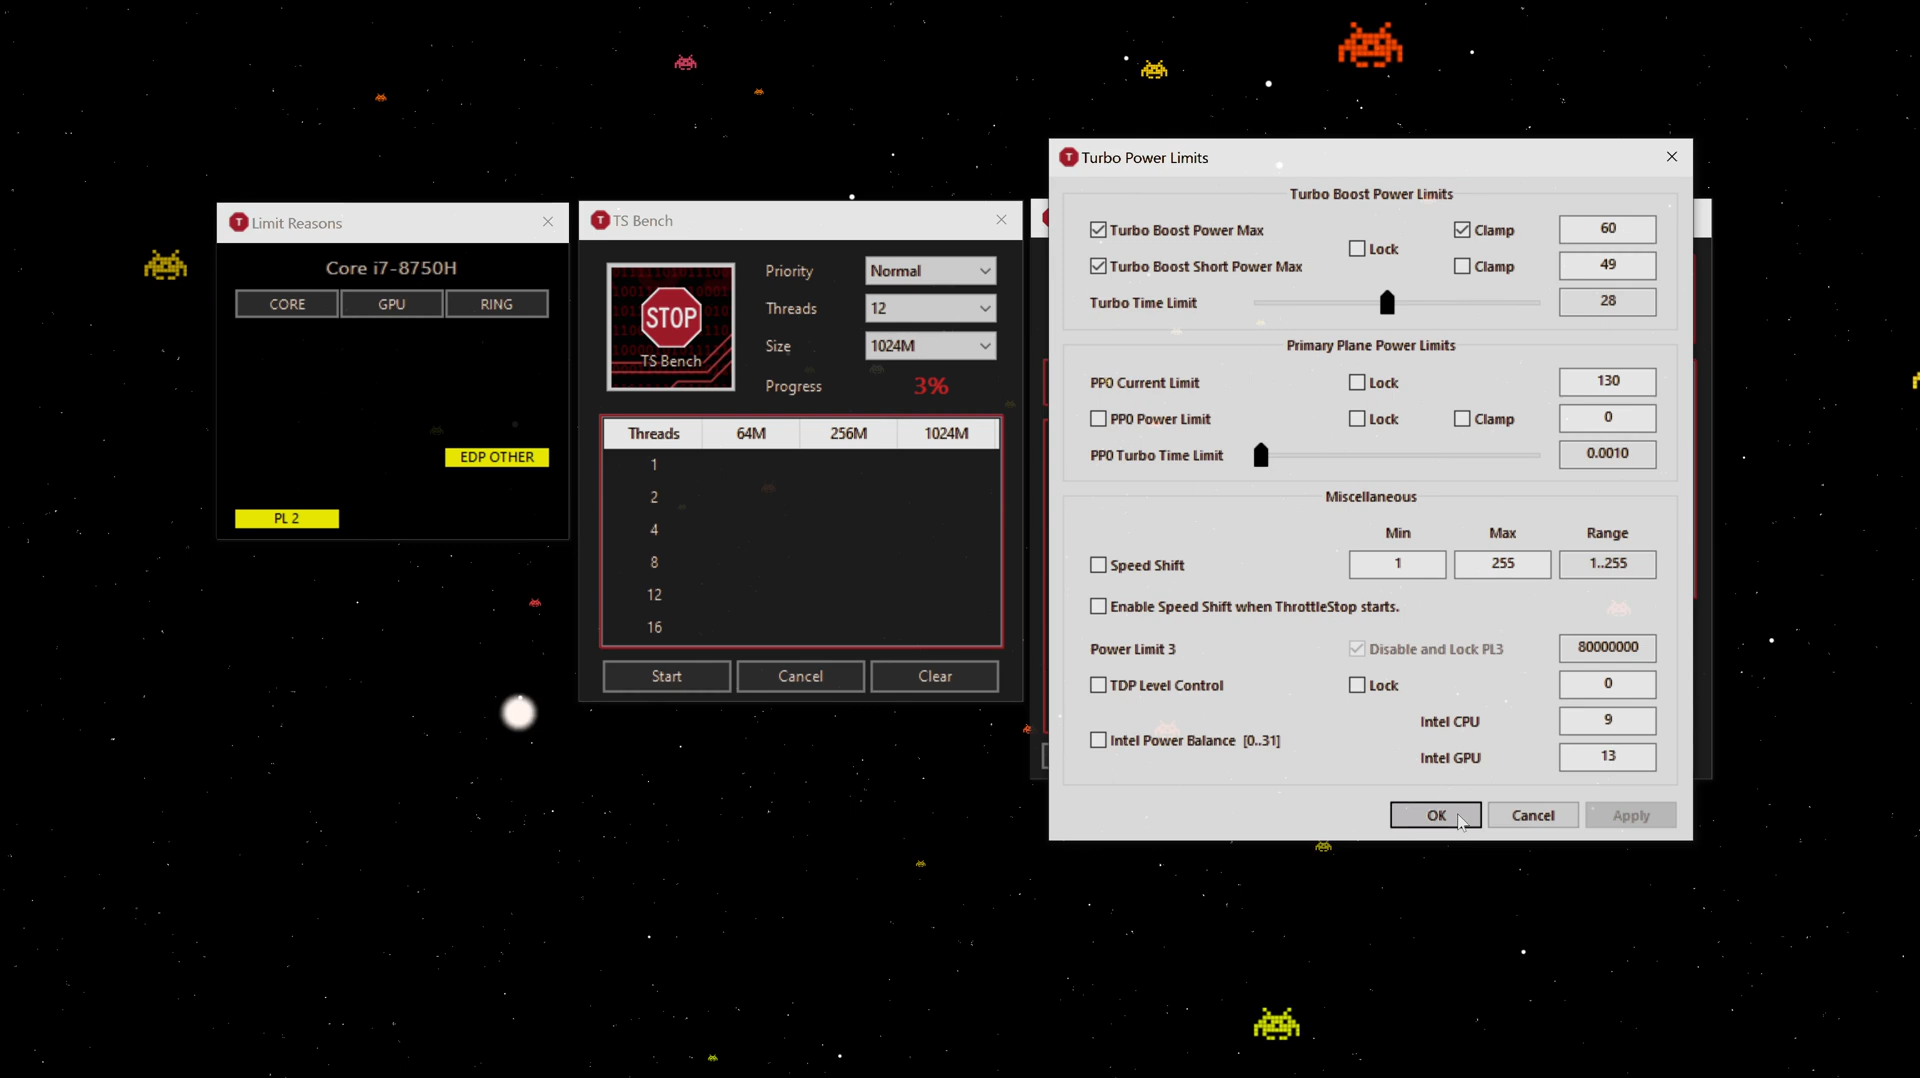 Limit Reasons
Core i7-8750H
CORE GPU RING
EDP OTHER
PL 2
TS Bench
STOP
TS Bench
Priority Normal
Threads 12
Size 1024M
Progress 3%
Threads 64M 256M 1024M
1
2
4
8
12
16
Start Cancel Clear
Turbo Power Limits
Turbo Boost Power Limits
Turbo Boost Power Max Clamp 60
Lock
Turbo Boost Short Power Max Clamp 49
Turbo Time Limit 28
Primary Plane Power Limits
PP0 Current Limit Lock 130
PP0 Power Limit Lock Clamp 0
PP0 Turbo Time Limit 0.0010
Miscellaneous
Min Max Range
Speed Shift 1 255 1..255
Enable Speed Shift when ThrottleStop starts.
Power Limit 3 Disable and Lock PL3 80000000
TDP Level Control Lock 0
Intel CPU 9
Intel Power Balance [0..31]
Intel GPU 13
OK Cancel Apply